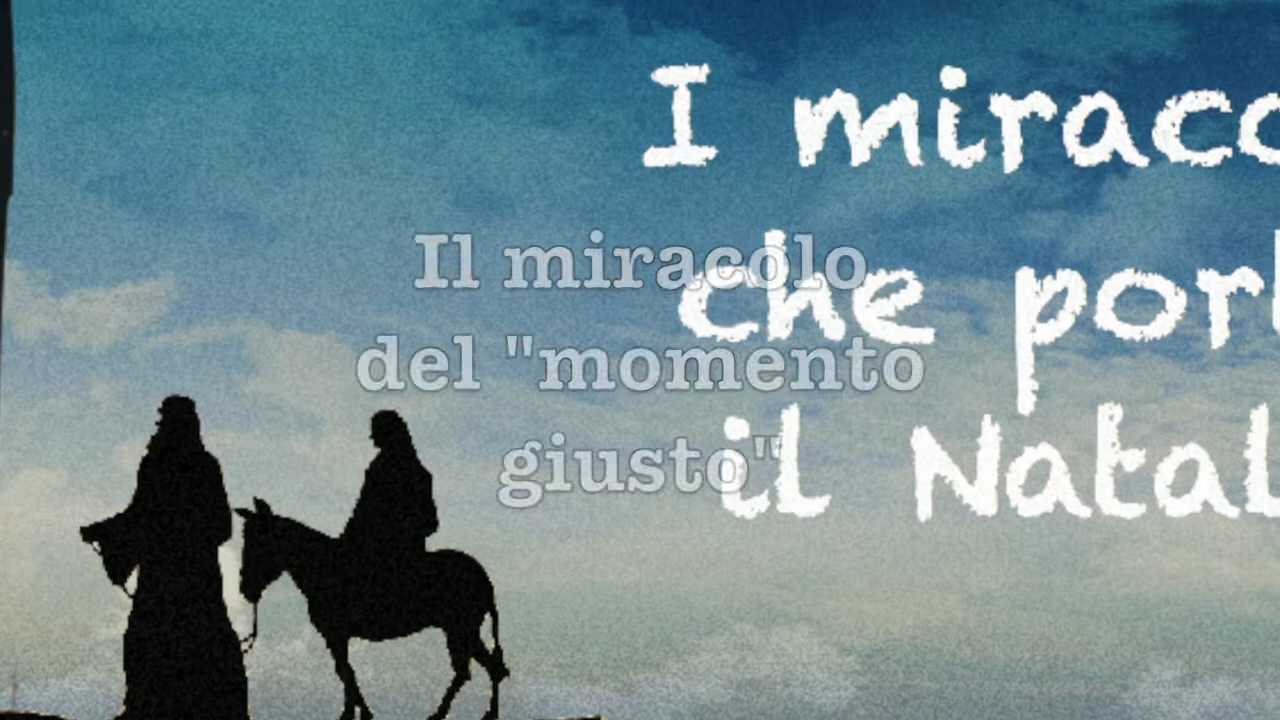 I miraco
che port
il Natal
Il miracolo
del "momento
giusto"